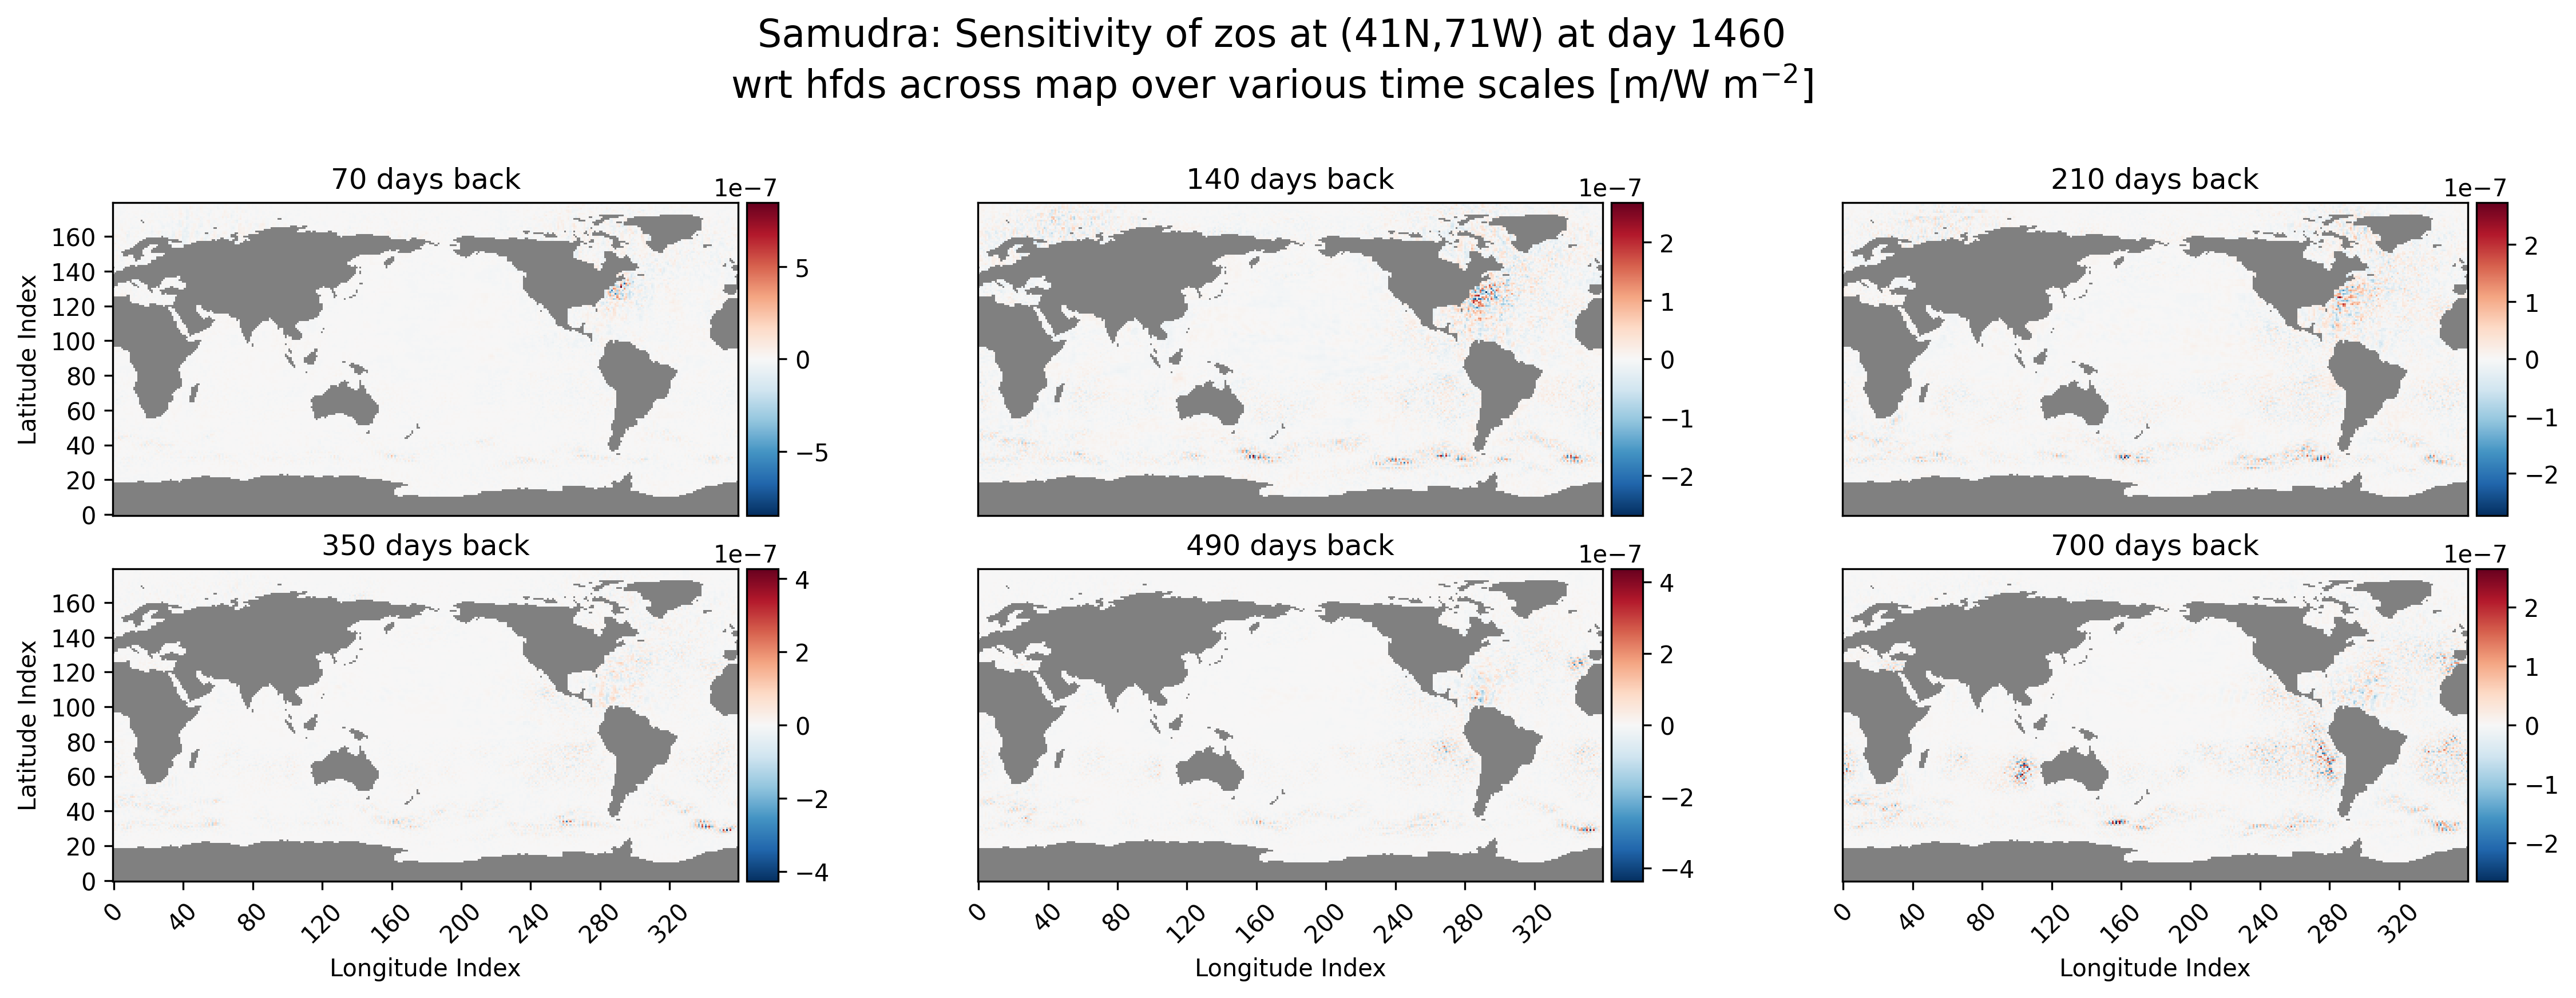 Samudra: Sensitivity of zos at (41N,71W) at day 1460
wrt hfds across map over various time scales [m/W m⁻²]
70 days back
1e−7
140 days back
1e−7
210 days back
1e−7
Latitude Index
160
140
120
100
80
60
40
20
0
5
0
−5
2
1
0
−1
−2
2
1
0
−1
−2
350 days back
1e−7
490 days back
1e−7
700 days back
1e−7
Latitude Index
160
140
120
100
80
60
40
20
0
4
2
0
−2
−4
4
2
0
−2
−4
2
1
0
−1
−2
0 40 80 120 160 200 240 280 320
0 40 80 120 160 200 240 280 320
0 40 80 120 160 200 240 280 320
Longitude Index
Longitude Index
Longitude Index